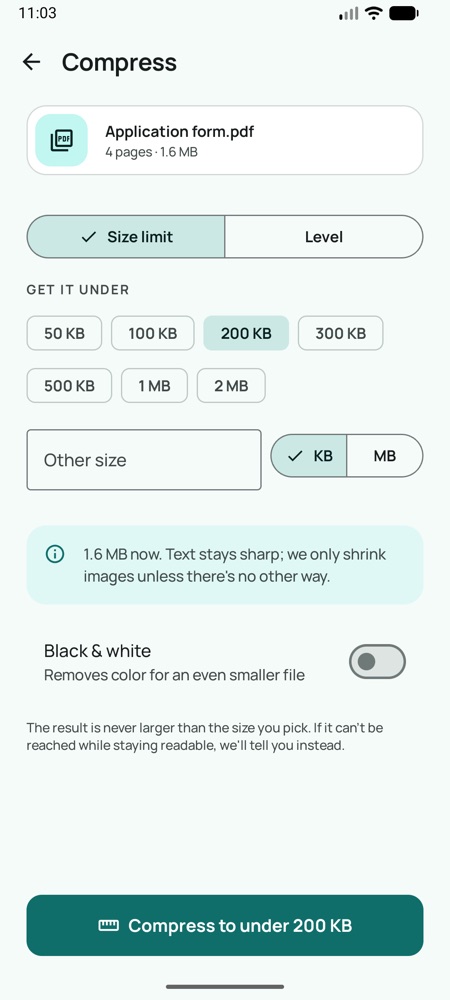 11:03
Compress
PDF
Application form.pdf
4 pages · 1.6 MB
Size limit
Level
GET IT UNDER
50 KB
100 KB
200 KB
300 KB
500 KB
1 MB
2 MB
Other size
KB
MB
1.6 MB now. Text stays sharp; we only shrink
images unless there's no other way.
Black & white
Removes color for an even smaller file
The result is never larger than the size you pick. If it can't be
reached while staying readable, we'll tell you instead.
Compress to under 200 KB